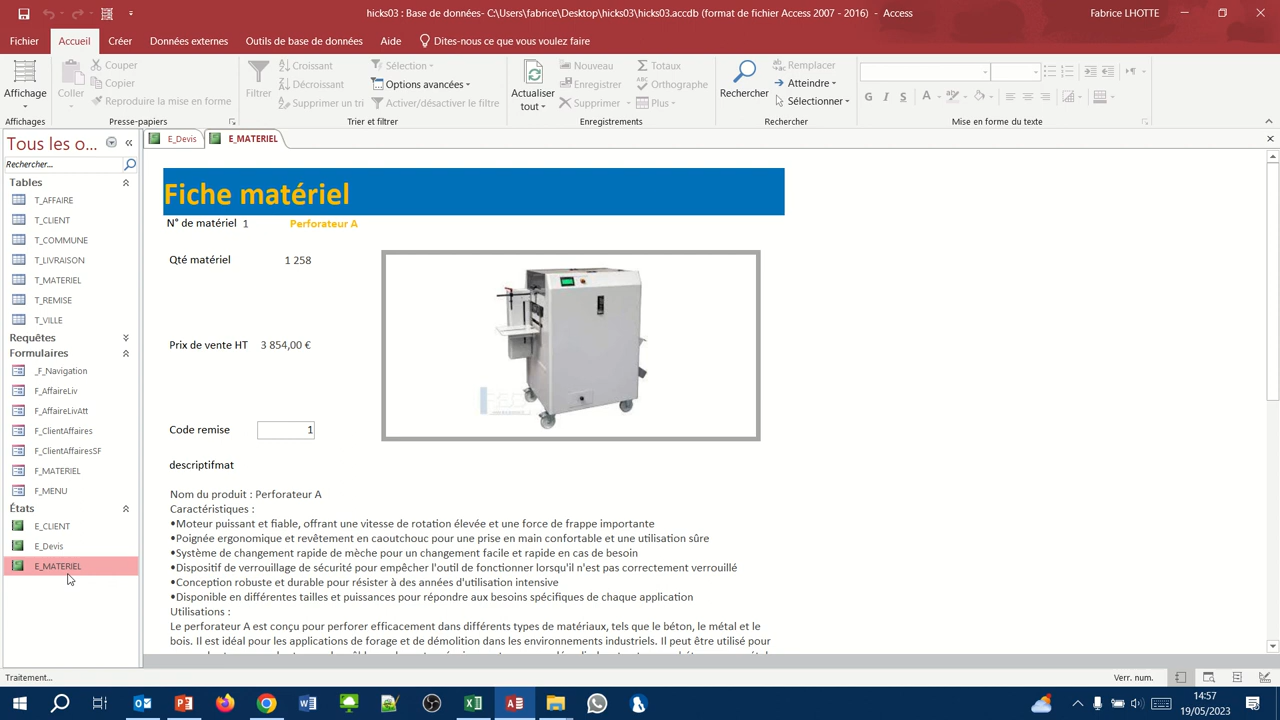 hicks03 : Base de données- C:\Users\fabrice\Desktop\hicks03\hicks03.accdb (format de fichier Access 2007 - 2016) - Access
Fabrice LHOTTE
Fichier Accueil Créer Données externes Outils de base de données Aide Dites-nous ce que vous voulez faire
Affichage
Coller
Couper
Copier
Reproduire la mise en forme
Filtrer
Croissant
Décroissant
Supprimer un tri
Sélection
Options avancées
Activer/désactiver le filtre
Actualiser tout
Nouveau
Enregistrer
Supprimer
Totaux
Orthographe
Plus
Rechercher
Remplacer
Atteindre
Sélectionner
G I S A
Affichages Presse-papiers Trier et filtrer Enregistrements Rechercher Mise en forme du texte
Tous les o...
Rechercher...
Tables
T_AFFAIRE
T_CLIENT
T_COMMUNE
T_LIVRAISON
T_MATERIEL
T_REMISE
T_VILLE
Requêtes
Formulaires
_F_Navigation
F_AffaireLiv
F_AffaireLivAtt
F_ClientAffaires
F_ClientAffairesSF
F_MATERIEL
F_MENU
États
E_CLIENT
E_Devis
E_MATERIEL
E_Devis E_MATERIEL
Fiche matériel
N° de matériel 1 Perforateur A
Qté matériel 1 258
Prix de vente HT 3 854,00 €
Code remise 1
descriptifmat
Nom du produit : Perforateur A
Caractéristiques :
•Moteur puissant et fiable, offrant une vitesse de rotation élevée et une force de frappe importante
•Poignée ergonomique et revêtement en caoutchouc pour une prise en main confortable et une utilisation sûre
•Système de changement rapide de mèche pour un changement facile et rapide en cas de besoin
•Dispositif de verrouillage de sécurité pour empêcher l'outil de fonctionner lorsqu'il n'est pas correctement verrouillé
•Conception robuste et durable pour résister à des années d'utilisation intensive
•Disponible en différentes tailles et puissances pour répondre aux besoins spécifiques de chaque application
Utilisations :
Le perforateur A est conçu pour perforer efficacement dans différents types de matériaux, tels que le béton, le métal et le
bois. Il est idéal pour les applications de forage et de démolition dans les environnements industriels. Il peut être utilisé pour
Traitement...
Verr. num.
14:57
19/05/2023